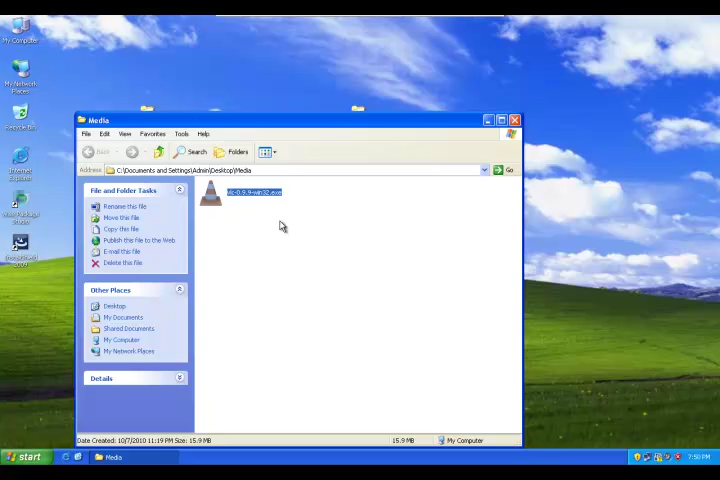 My Computer
My Network
Places
Recycle Bin
Internet
Explorer
Package
Studio
Media
File Edit View Favorites Tools Help
Back Search Folders
Address C:\Documents and Settings\Admin\Desktop\Media Go
File and Folder Tasks
Rename this file
Move this file
Copy this file
Publish this file to the Web
E-mail this file
Delete this file
vlc-0.9.9-win32.exe
Other Places
Desktop
My Documents
Shared Documents
My Computer
My Network Places
Details
Date Created: 10/7/2010 11:19 PM Size: 15.9 MB 15.9 MB My Computer
start Media 7:50 PM